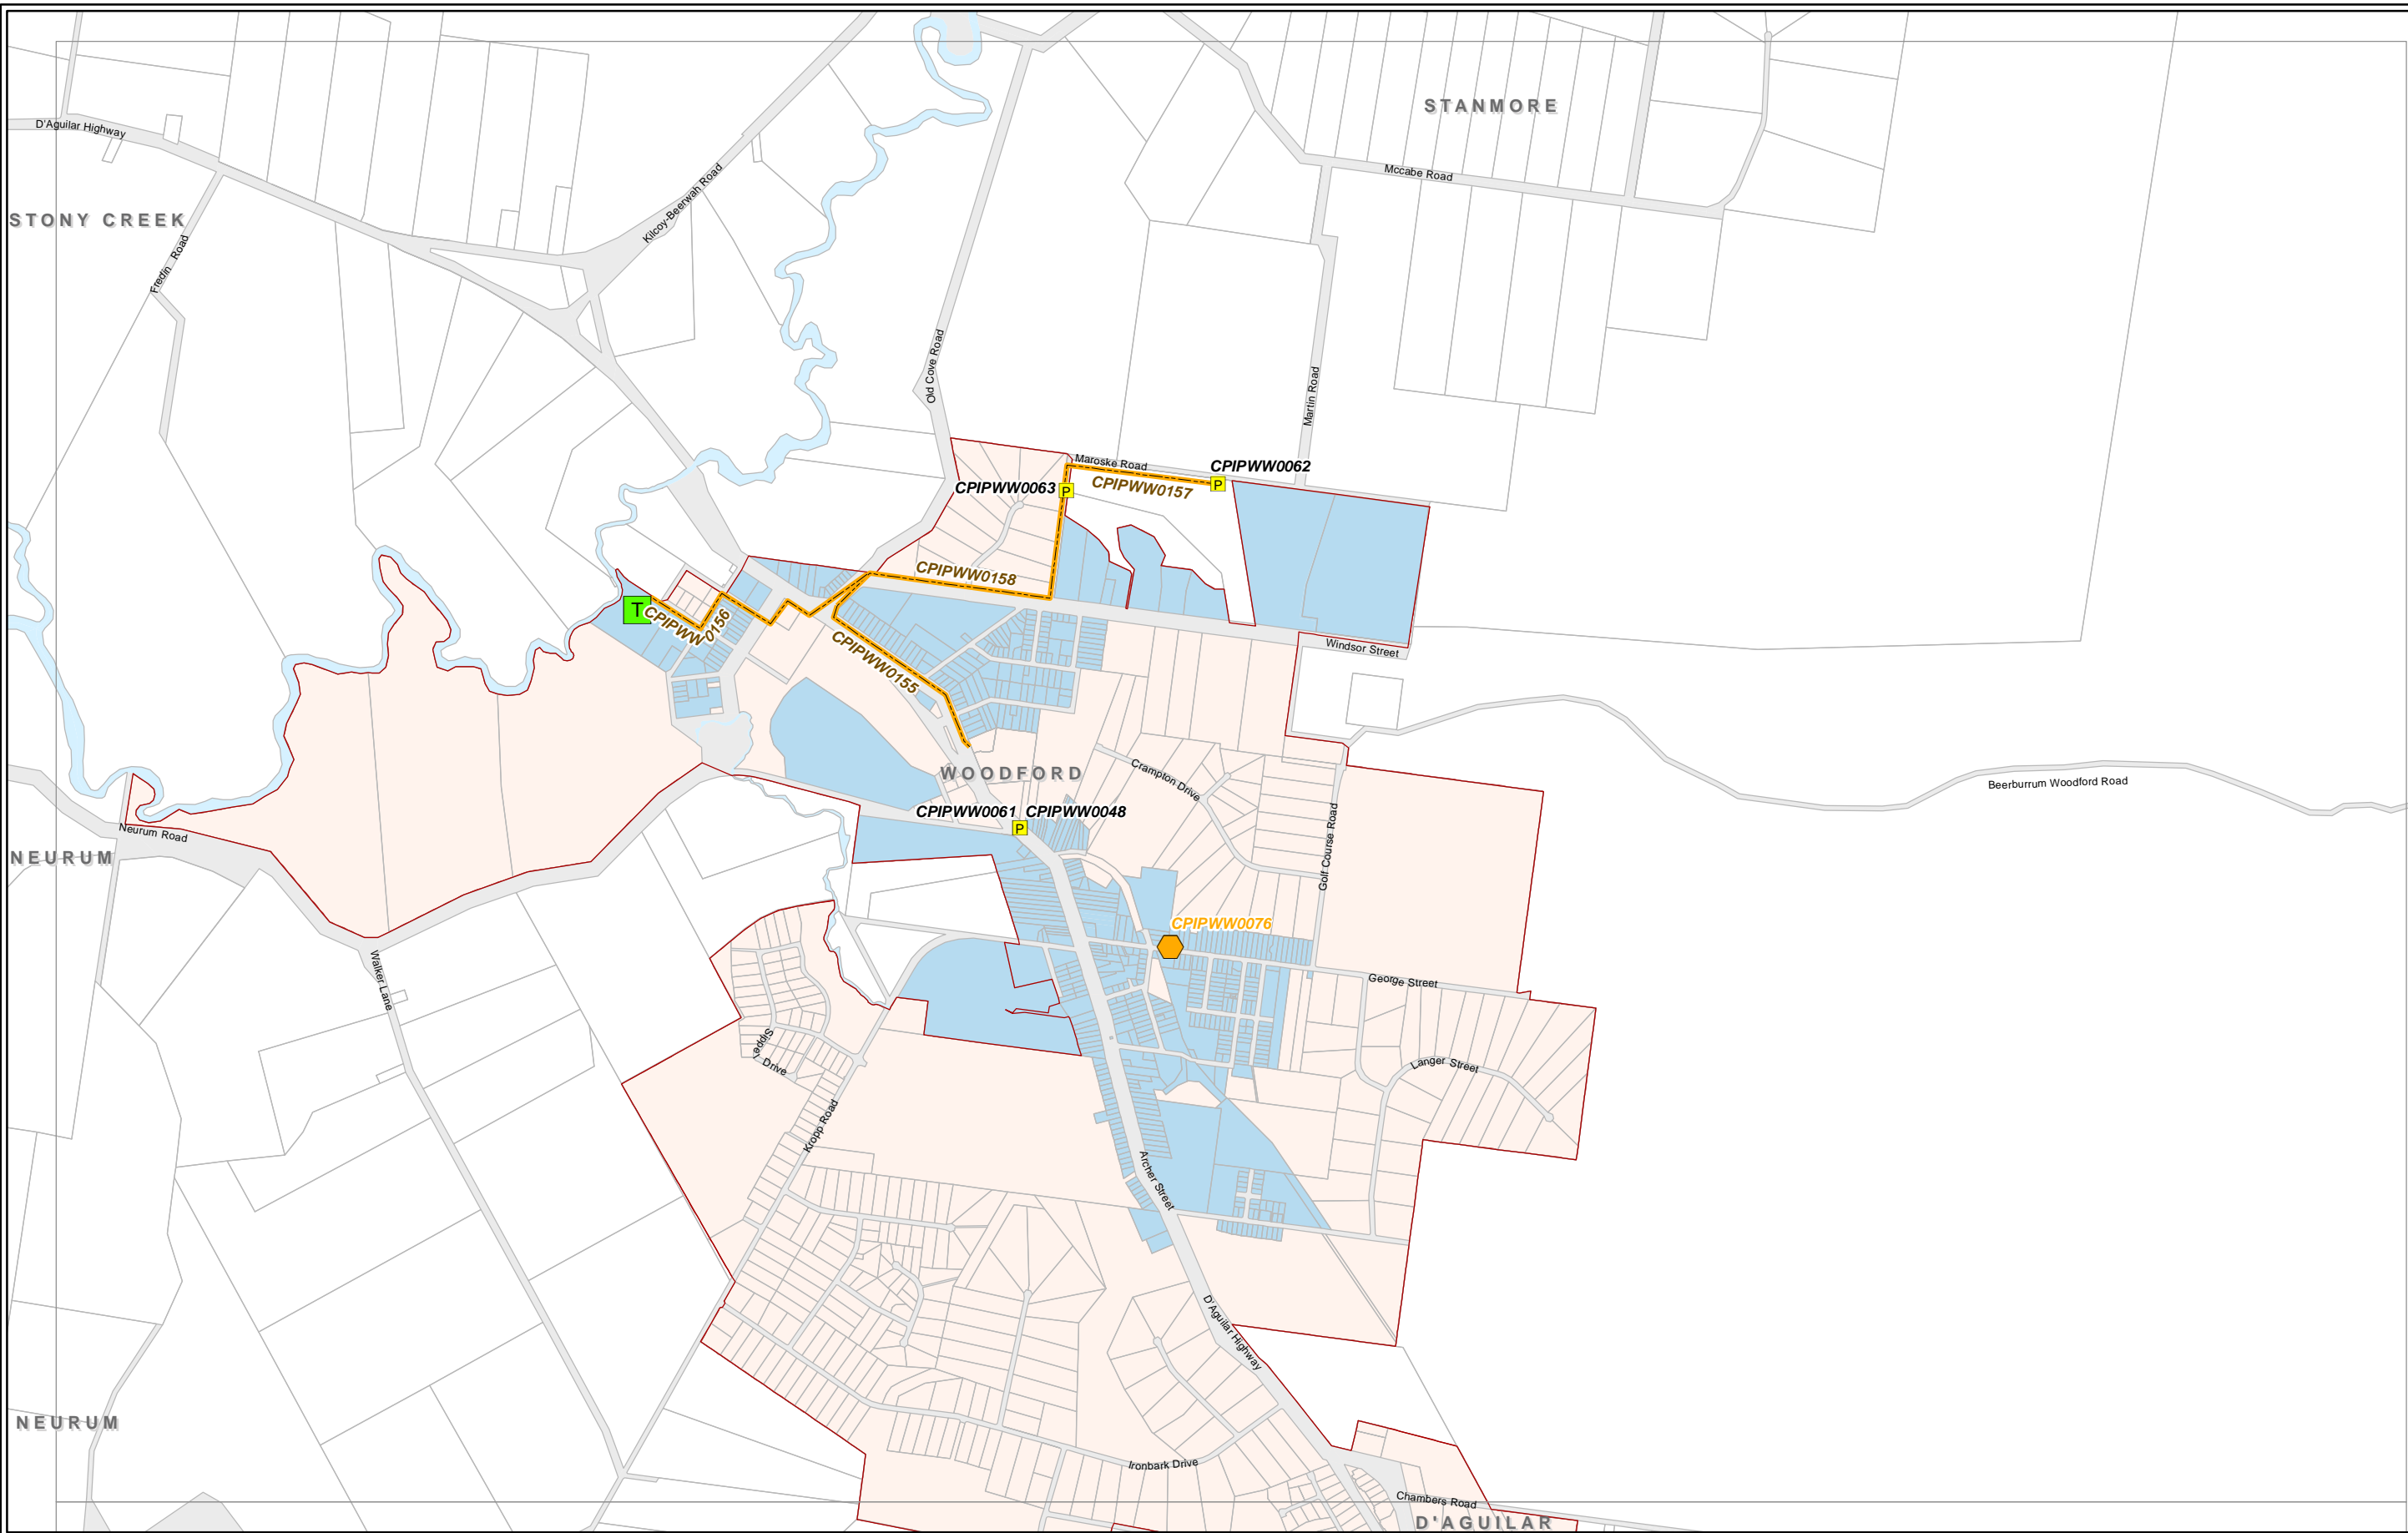 STANMORE
D'Aguilar Highway
Mccabe Road
Kilcoy-Beerwah Road
STONY CREEK
Fredin Road
Old Cove Road
Martin Road
Maroske Road
CPIPWW0062
CPIPWW0063 P
CPIPWW0157
P
CPIPWW0158
T
CPIPWW0156
CPIPWW0155
Windsor Street
WOODFORD
Crampton Drive
Beerburrum Woodford Road
CPIPWW0061 CPIPWW0048
P
Neurum Road
NEURUM
Golf Course Road
CPIPWW0076
Walker Lane
George Street
Sippel
Drive
Langer Street
Kropp Road
Archer Street
D'Aguilar Highway
NEURUM
Ironbark Drive
Chambers Road
D'AGUILAR